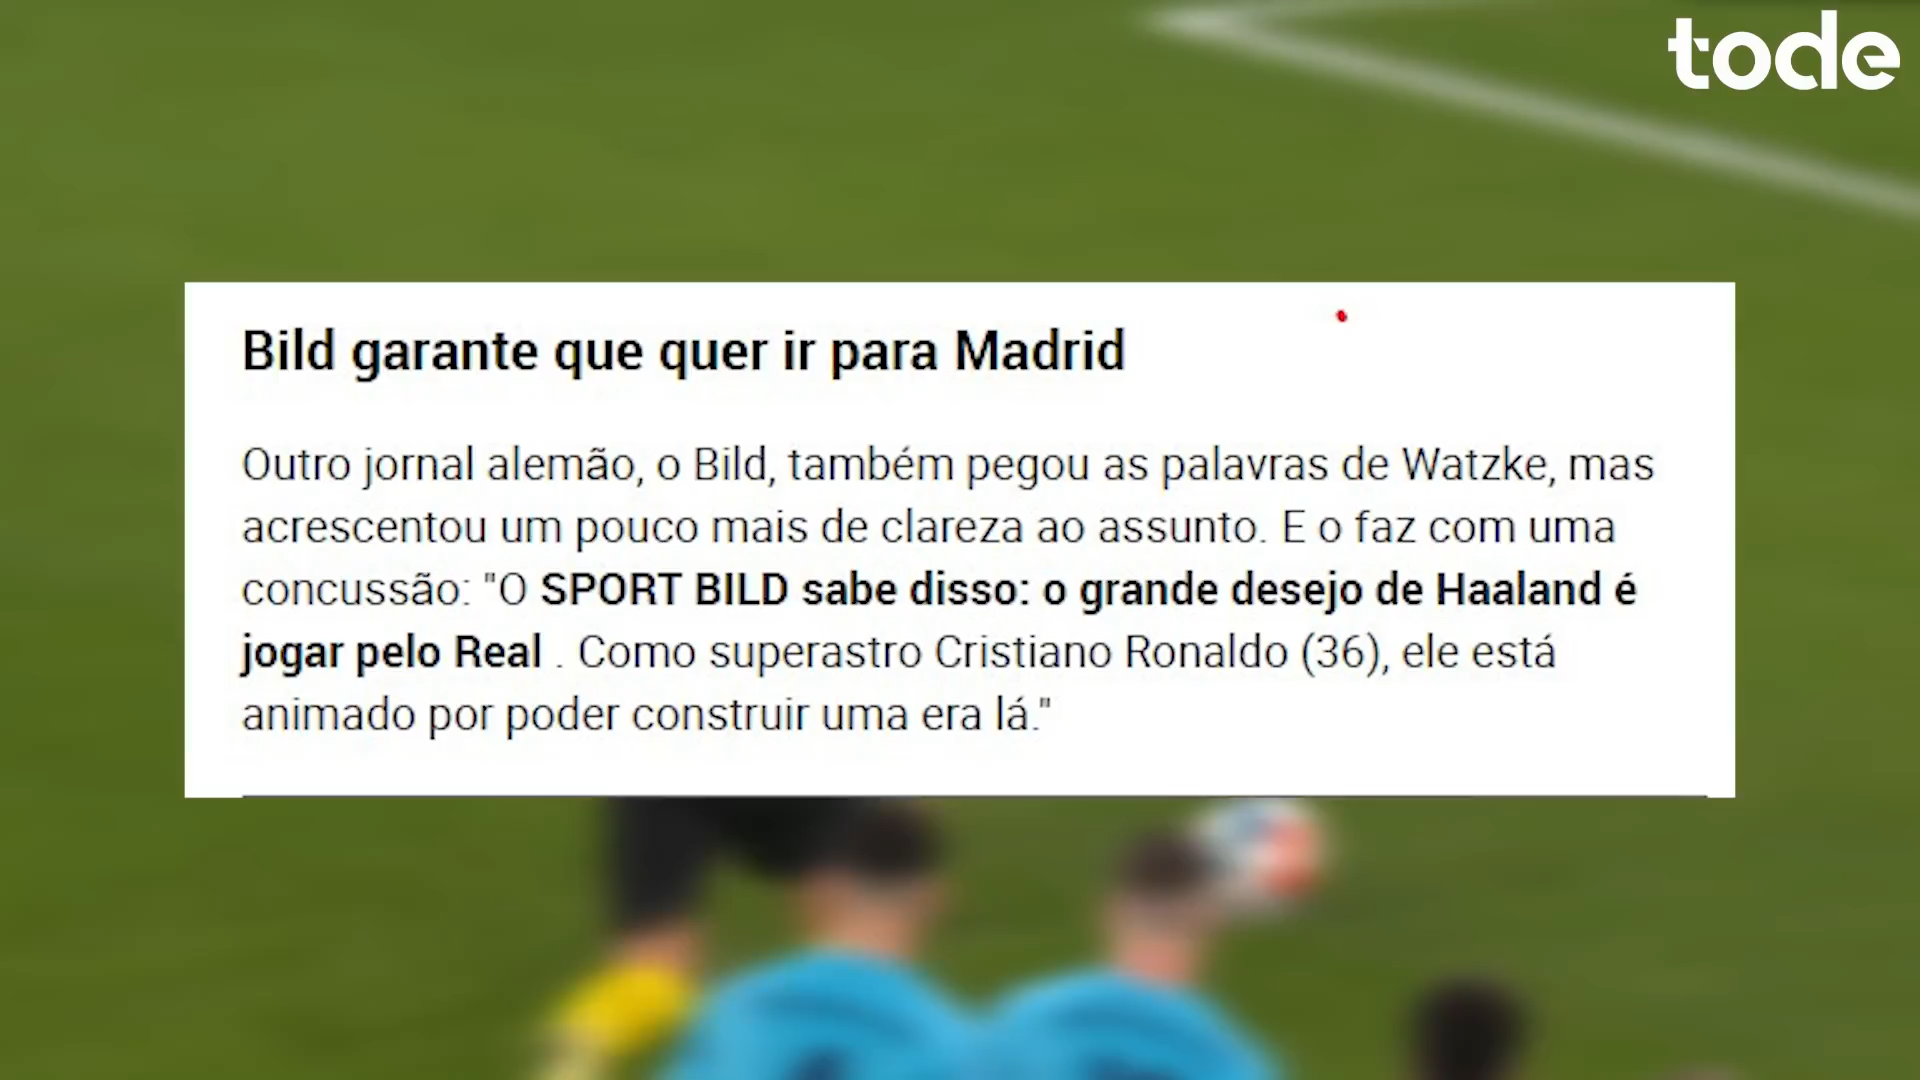 tode
Bild garante que quer ir para Madrid
Outro jornal alemão, o Bild, também pegou as palavras de Watzke, mas
acrescentou um pouco mais de clareza ao assunto. E o faz com uma
concussão: "O SPORT BILD sabe disso: o grande desejo de Haaland é
jogar pelo Real . Como superastro Cristiano Ronaldo (36), ele está
animado por poder construir uma era lá."